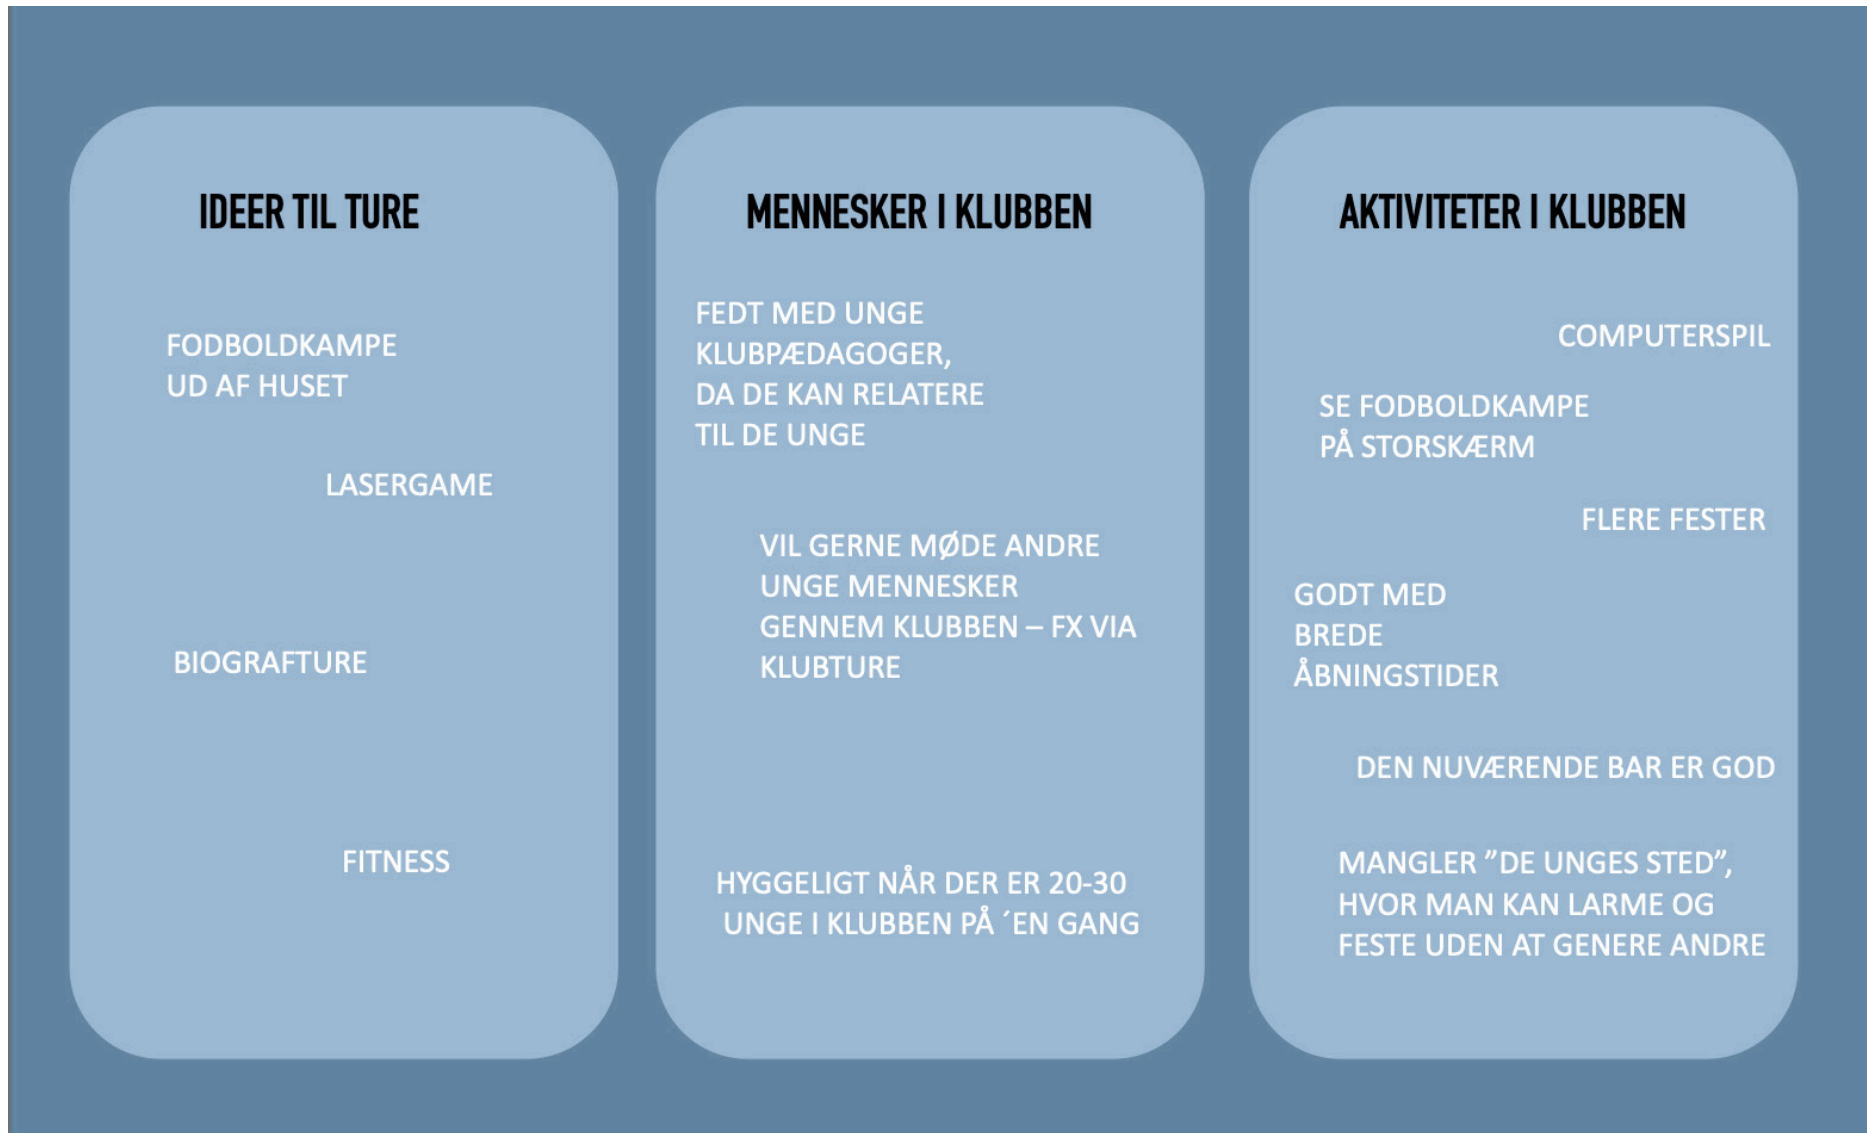 IDEER TIL TURE
FODBOLDKAMPE
UD AF HUSET
LASERGAME
BIOGRAFTURE
FITNESS
MENNESKER I KLUBBEN
FEDT MED UNGE
KLUBPÆDAGOGER,
DA DE KAN RELATERE
TIL DE UNGE
VIL GERNE MØDE ANDRE
UNGE MENNESKER
GENNEM KLUBBEN – FX VIA
KLUBTURE
HYGGELIGT NÅR DER ER 20-30
UNGE I KLUBBEN PÅ ´EN GANG
AKTIVITETER I KLUBBEN
COMPUTERSPIL
SE FODBOLDKAMPE
PÅ STORSKÆRM
FLERE FESTER
GODT MED
BREDE
ÅBNINGSTIDER
DEN NUVÆRENDE BAR ER GOD
MANGLER ”DE UNGES STED”,
HVOR MAN KAN LARME OG
FESTE UDEN AT GENERE ANDRE